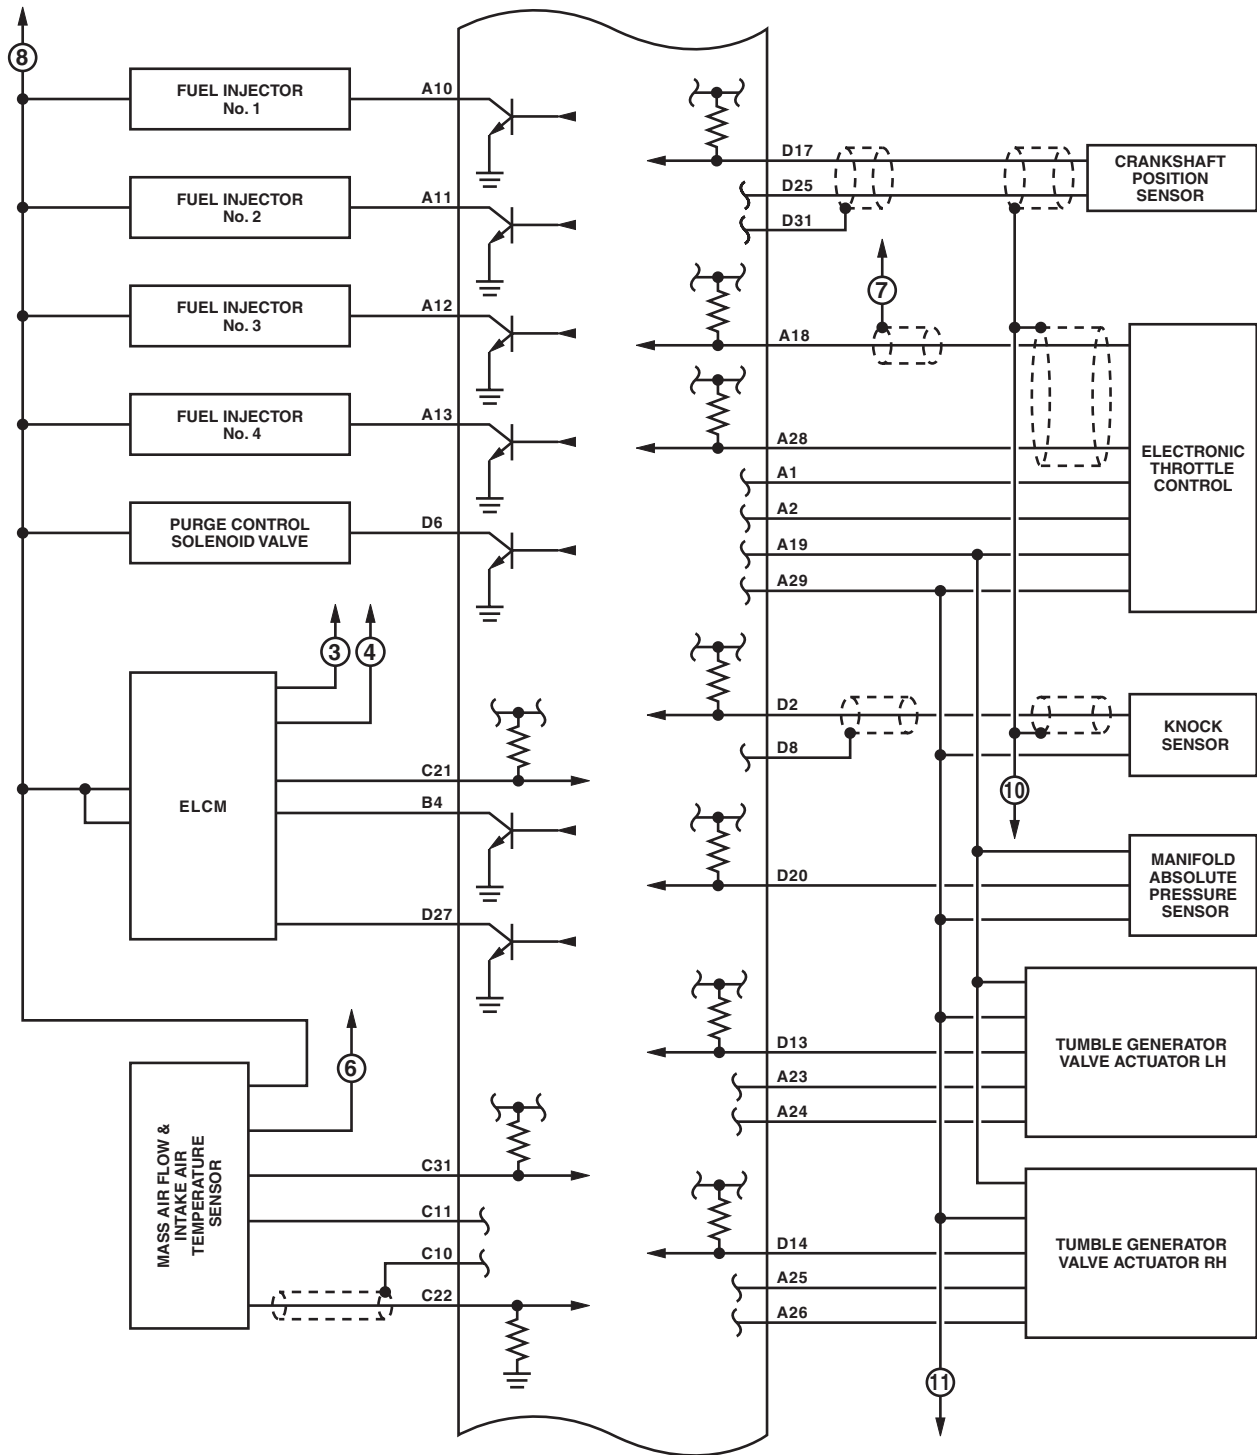 8
FUEL INJECTOR
No. 1
A10
FUEL INJECTOR
No. 2
A11
FUEL INJECTOR
No. 3
A12
FUEL INJECTOR
No. 4
A13
PURGE CONTROL
SOLENOID VALVE
D6
3
4
ELCM
C21
B4
D27
6
MASS AIR FLOW &
INTAKE AIR
TEMPERATURE
SENSOR
C31
C11
C10
C22
D17
D25
D31
CRANKSHAFT
POSITION
SENSOR
7
A18
A28
A1
A2
A19
A29
ELECTRONIC
THROTTLE
CONTROL
D2
D8
KNOCK
SENSOR
10
D20
MANIFOLD
ABSOLUTE
PRESSURE
SENSOR
D13
A23
A24
TUMBLE GENERATOR
VALVE ACTUATOR LH
D14
A25
A26
TUMBLE GENERATOR
VALVE ACTUATOR RH
11